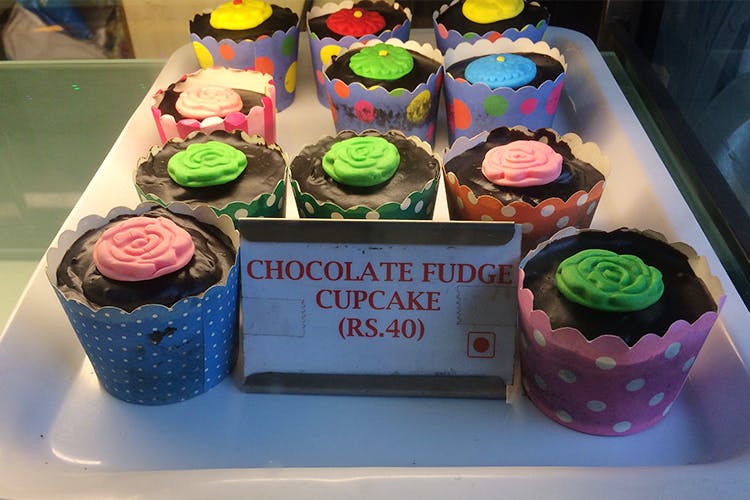 CHOCOLATE FUDGE
CUPCAKE
(RS.40)